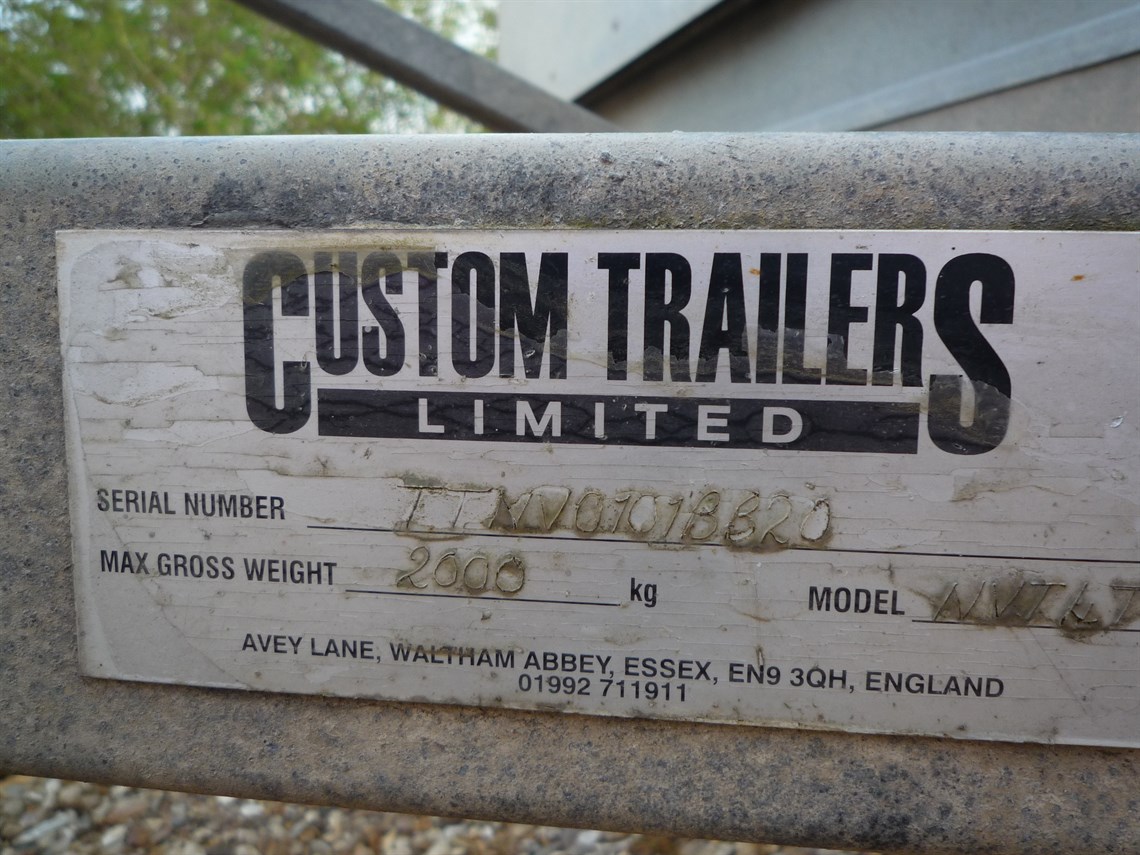 CUSTOM TRAILERS
LIMITED
SERIAL NUMBER
MAX GROSS WEIGHT 2000 kg MODEL
AVEY LANE, WALTHAM ABBEY, ESSEX, EN9 3QH, ENGLAND
01992 711911